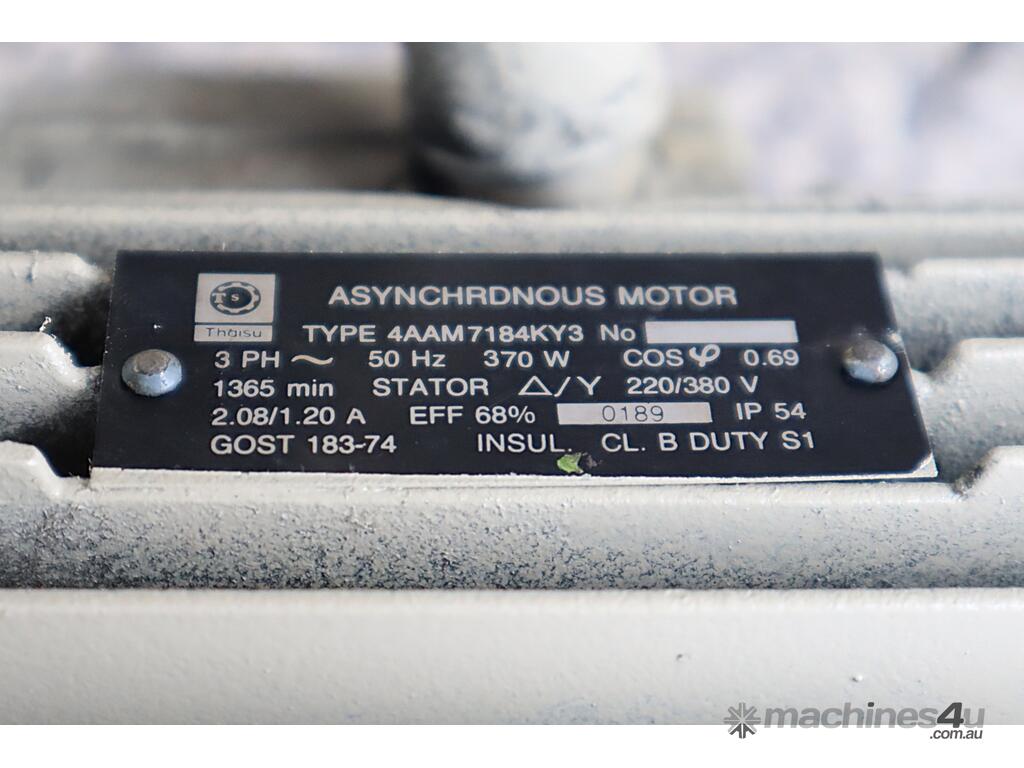 TS
Thaisu
ASYNCHRDNOUS MOTOR
TYPE 4AAM7184KY3 No
3 PH ~ 50 Hz 370 W COS φ 0.69
1365 min STATOR △/Y 220/380 V
2.08/1.20 A EFF 68% 0189 IP 54
GOST 183-74 INSUL. CL. B DUTY S1
machines4u
.com.au